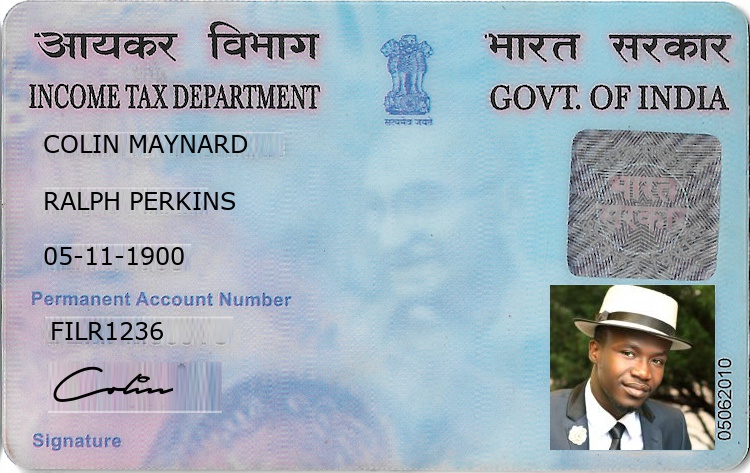 आयकर विभाग
INCOME TAX DEPARTMENT
भारत सरकार
GOVT. OF INDIA
सत्यमेव जयते
COLIN MAYNARD
RALPH PERKINS
05-11-1900
Permanent Account Number
FILR1236
Colin
Signature
भारत
सरकार
05062010